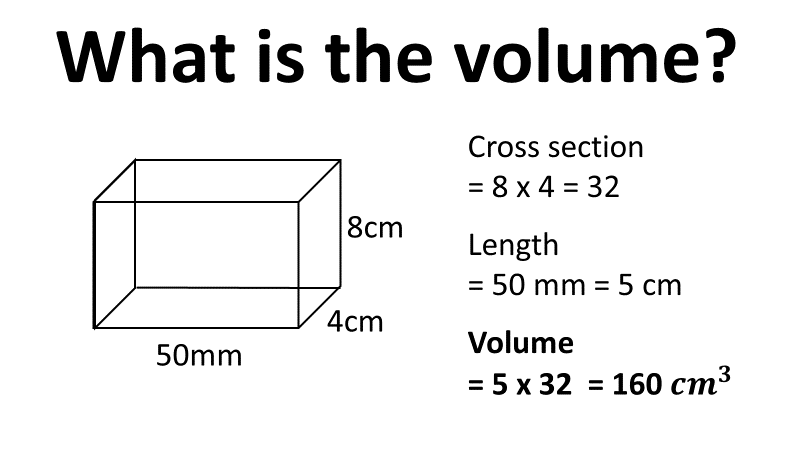 What is the volume?
8cm
4cm
50mm
Cross section
= 8 x 4 = 32
Length
= 50 mm = 5 cm
Volume
= 5 x 32  = 160 cm³